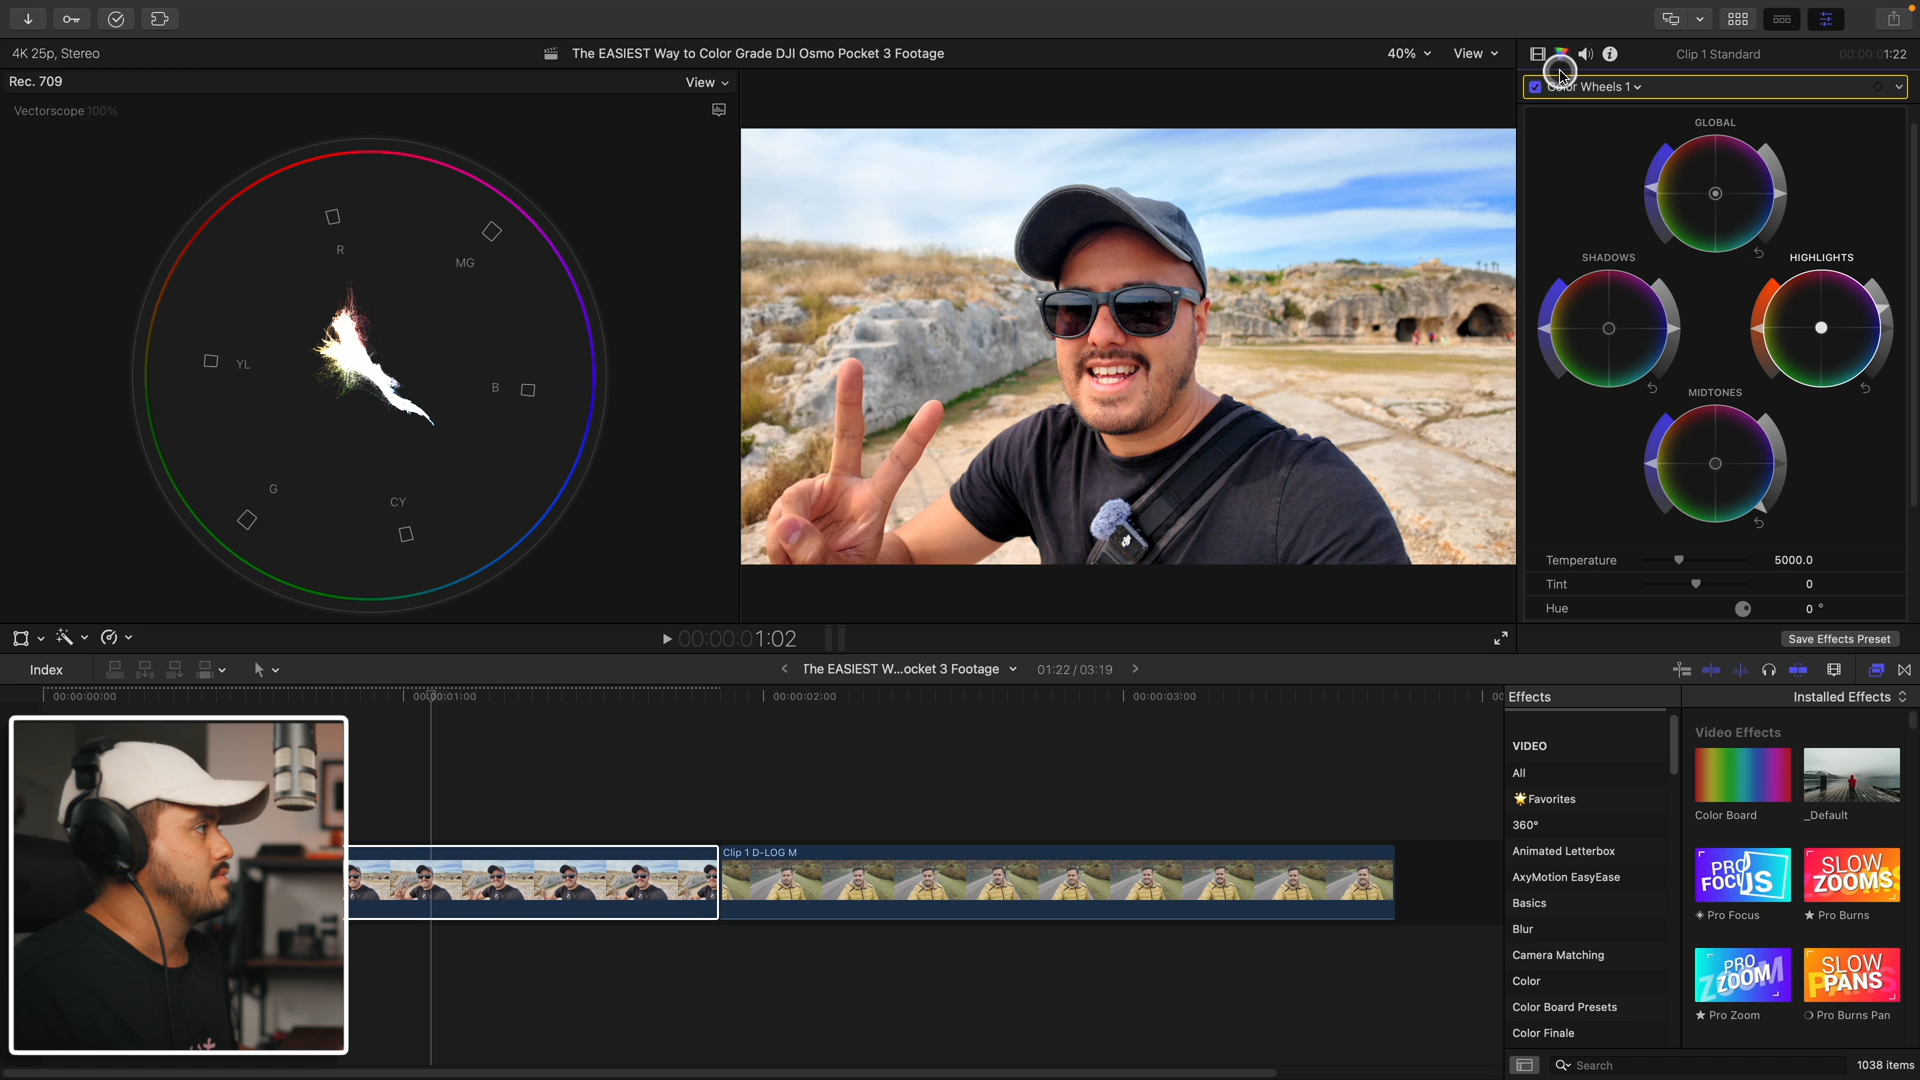 4K 25p, Stereo
The EASIEST Way to Color Grade DJI Osmo Pocket 3 Footage
40%
View
Clip 1 Standard
00:00:01:22
Rec. 709
View
Color Wheels 1
Vectorscope 100%
GLOBAL
R
MG
YL
B
G
CY
SHADOWS
HIGHLIGHTS
MIDTONES
Temperature
5000.0
Tint
0
Hue
0 °
00:00:01:02
Save Effects Preset
Index
The EASIEST W...ocket 3 Footage
01:22 / 03:19
00:00:00:00
00:00:01:00
00:00:02:00
00:00:03:00
Effects
Installed Effects
VIDEO
All
🌟Favorites
360°
Animated Letterbox
AxyMotion EasyEase
Basics
Blur
Camera Matching
Color
Color Board Presets
Color Finale
Video Effects
Color Board
_Default
PRO
FOCUS
SLOW
ZOOMS
Pro Focus
Pro Burns
PRO
ZOOM
SLOW
PANS
Pro Zoom
Pro Burns Pan
Clip 1 D-LOG M
Search
1038 items